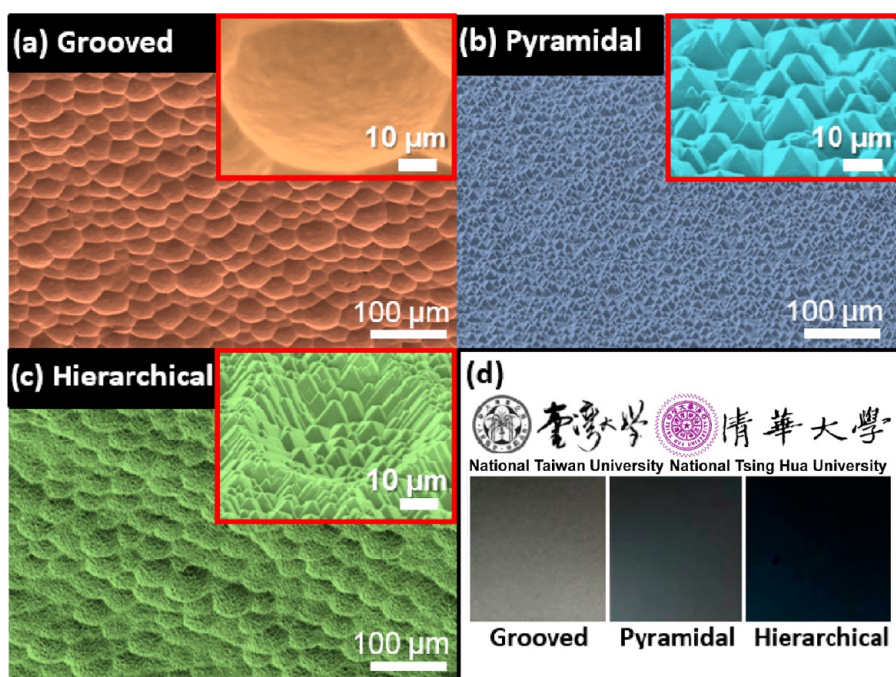 (a) Grooved
10 µm
100 µm
(b) Pyramidal
10 µm
100 µm
(c) Hierarchical
10 µm
100 µm
(d)
臺灣大學 清華大學
National Taiwan University National Tsing Hua University
Grooved Pyramidal Hierarchical